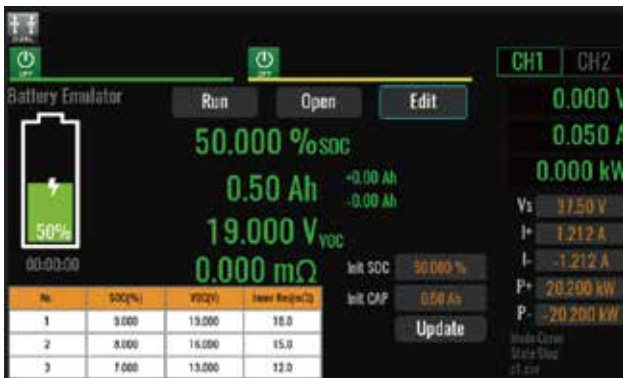 OFF
OFF
CH1 CH2
Battery Emulator Run Open Edit
0.000 V
50.000 %SOC
0.050 A
0.50 Ah +0.00 Ah
-0.00 Ah
0.000 kW
50%
19.000 Vvoc
Vs 37.50 V
I+ 1.212 A
00:00:00 0.000 mΩ Init SOC 50.000 %
I- -1.212 A
No. SOC(%) VOC(V) Inner Res(mΩ)
Init CAP 0.50 Ah
P+ 20.200 kW
1 18.0
Update
P- -20.200 kW
2 8.000 16.000 15.0
3 7.000 13.000 12.0